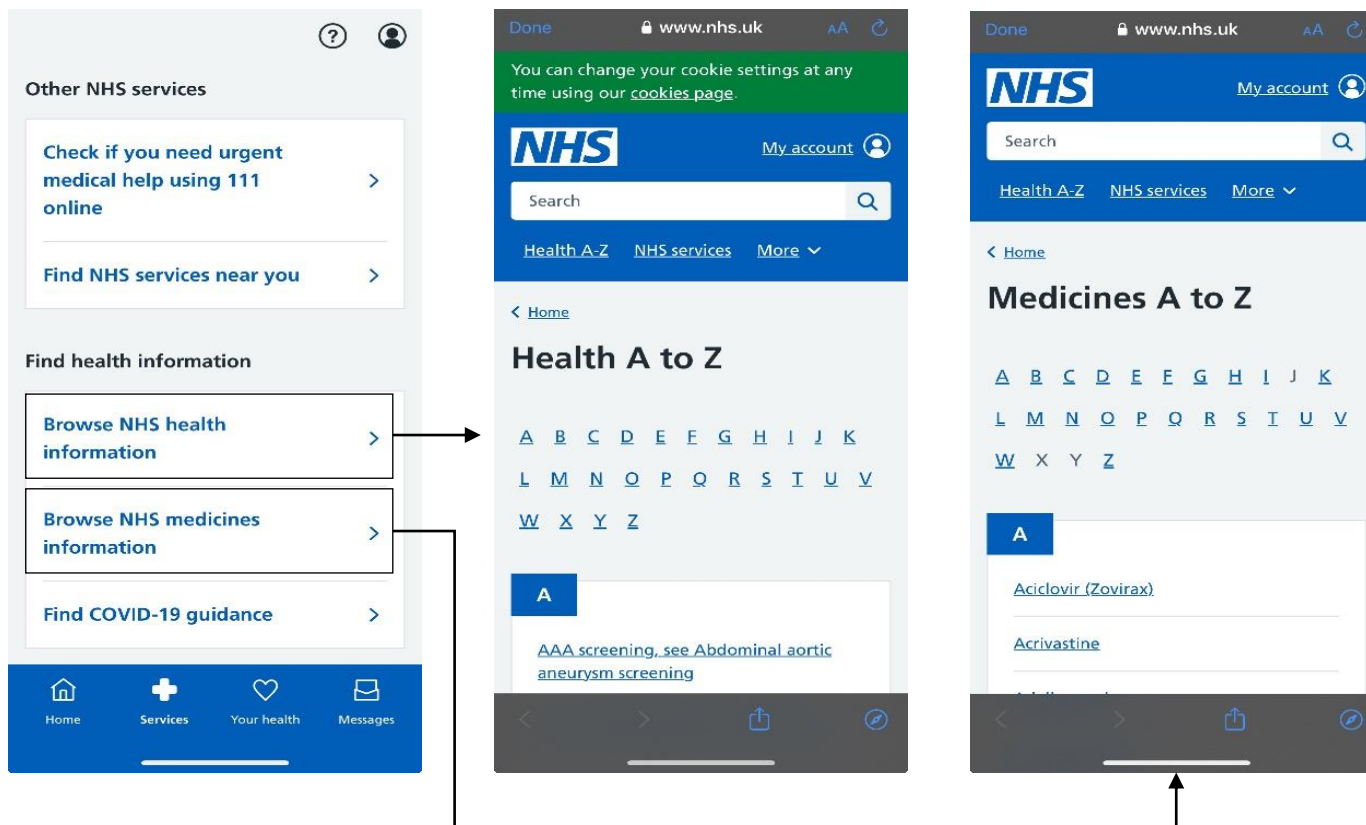 Other NHS services
Check if you need urgent
medical help using 111
online
Find NHS services near you
Find health information
Browse NHS health
information
Browse NHS medicines
information
Find COVID-19 guidance
Home Services Your health Messages
Done www.nhs.uk AA
You can change your cookie settings at any
time using our cookies page.
NHS My account
Search
Health A-Z NHS services More
Home
Health A to Z
A B C D E F G H I J K
L M N O P Q R S T U V
W X Y Z
A
AAA screening, see Abdominal aortic
aneurysm screening
Done www.nhs.uk AA
NHS My account
Search
Health A-Z NHS services More
Home
Medicines A to Z
A B C D E F G H I J K
L M N O P Q R S T U V
W X Y Z
A
Aciclovir (Zovirax)
Acrivastine